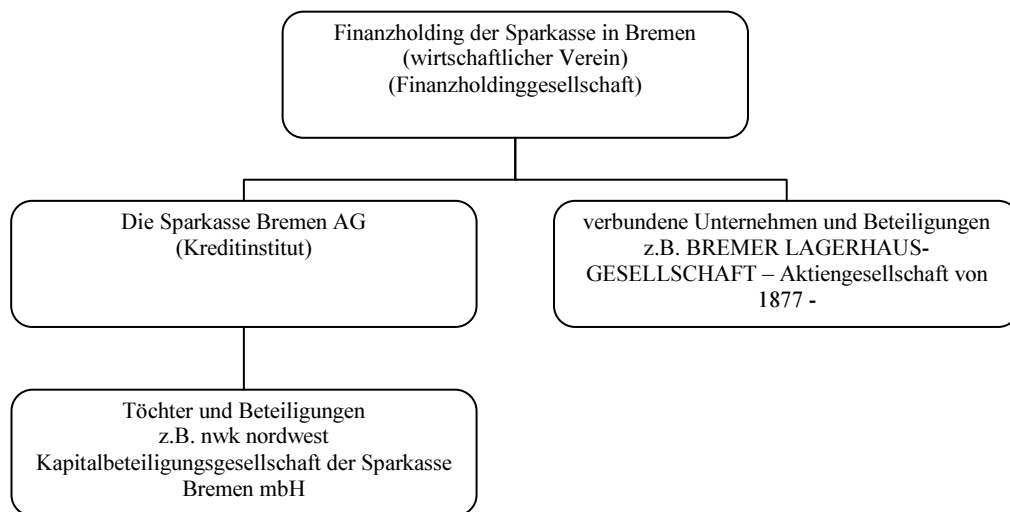 Finanzholding der Sparkasse in Bremen
(wirtschaftlicher Verein)
(Finanzholdinggesellschaft)
Die Sparkasse Bremen AG
(Kreditinstitut)
verbundene Unternehmen und Beteiligungen
z.B. BREMER LAGERHAUS-
GESELLSCHAFT – Aktiengesellschaft von
1877 -
Töchter und Beteiligungen
z.B. nwk nordwest
Kapitalbeteiligungsgesellschaft der Sparkasse
Bremen mbH